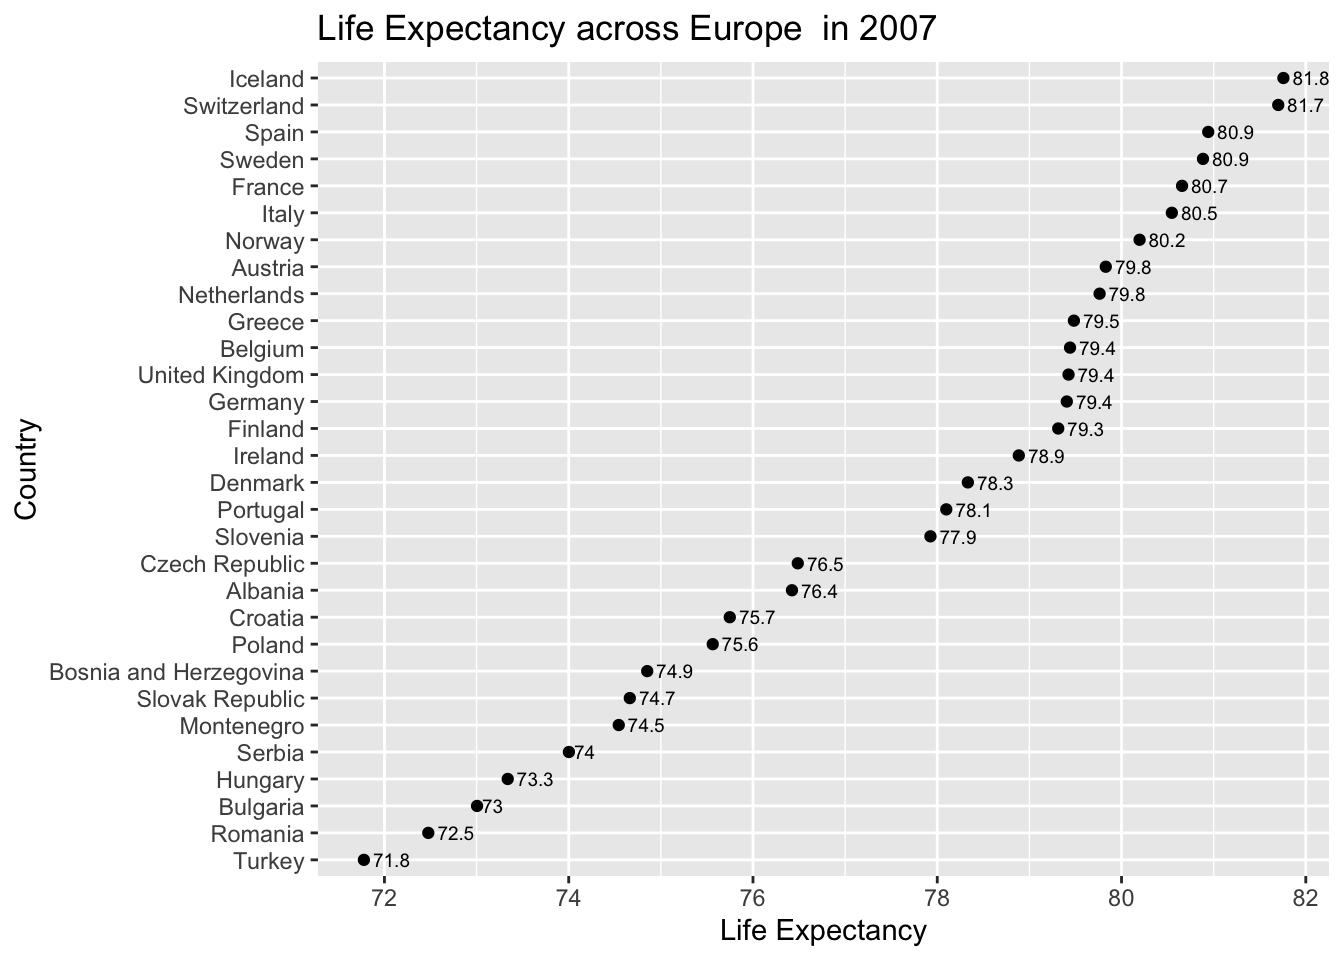 Life Expectancy across Europe  in 2007
Iceland 81.8
Switzerland 81.7
Spain 80.9
Sweden 80.9
France 80.7
Italy 80.5
Norway 80.2
Austria 79.8
Netherlands 79.8
Greece 79.5
Belgium 79.4
United Kingdom 79.4
Germany 79.4
Finland 79.3
Ireland 78.9
Denmark 78.3
Portugal 78.1
Slovenia 77.9
Czech Republic 76.5
Albania 76.4
Croatia 75.7
Poland 75.6
Bosnia and Herzegovina 74.9
Slovak Republic 74.7
Montenegro 74.5
Serbia 74
Hungary 73.3
Bulgaria 73
Romania 72.5
Turkey 71.8
Country
72 74 76 78 80 82
Life Expectancy